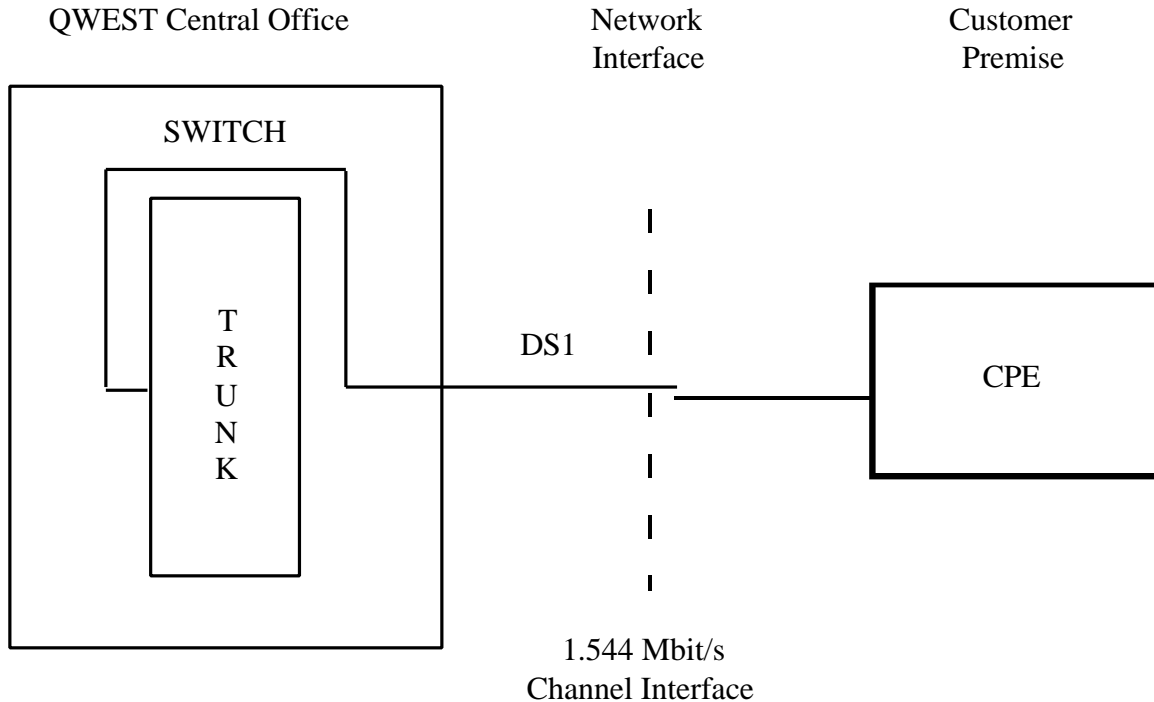 QWEST Central Office
Network
Interface
Customer
Premise
SWITCH
T
R
U
N
K
DS1
CPE
1.544 Mbit/s
Channel Interface